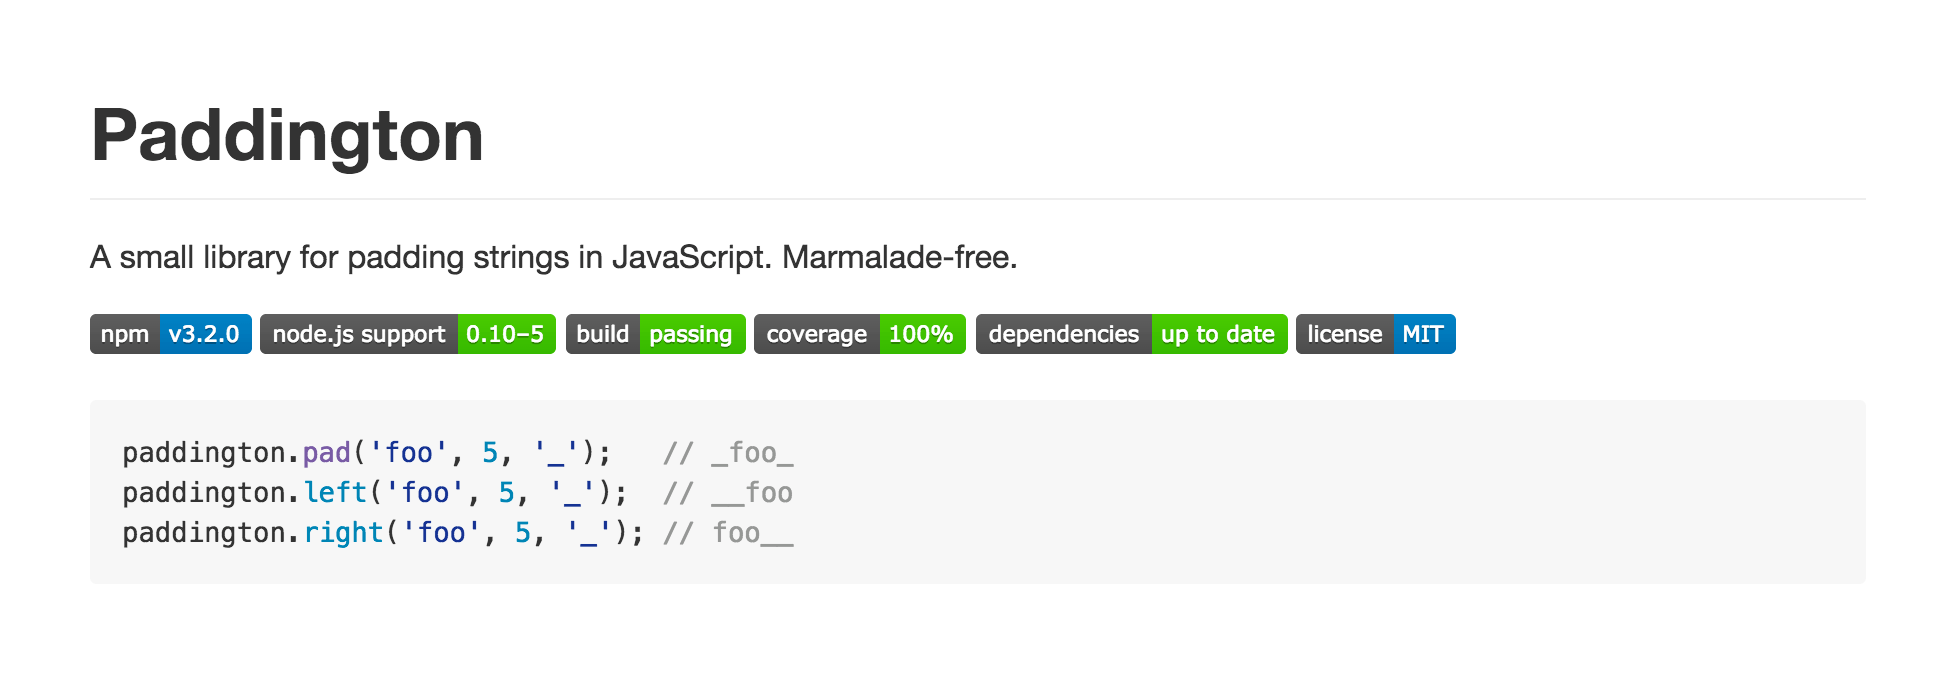 Paddington
A small library for padding strings in JavaScript. Marmalade-free.
npm v3.2.0 node.js support 0.10–5 build passing coverage 100% dependencies up to date license MIT
paddington.pad('foo', 5, '_');   // _foo_
paddington.left('foo', 5, '_');  // __foo
paddington.right('foo', 5, '_'); // foo__